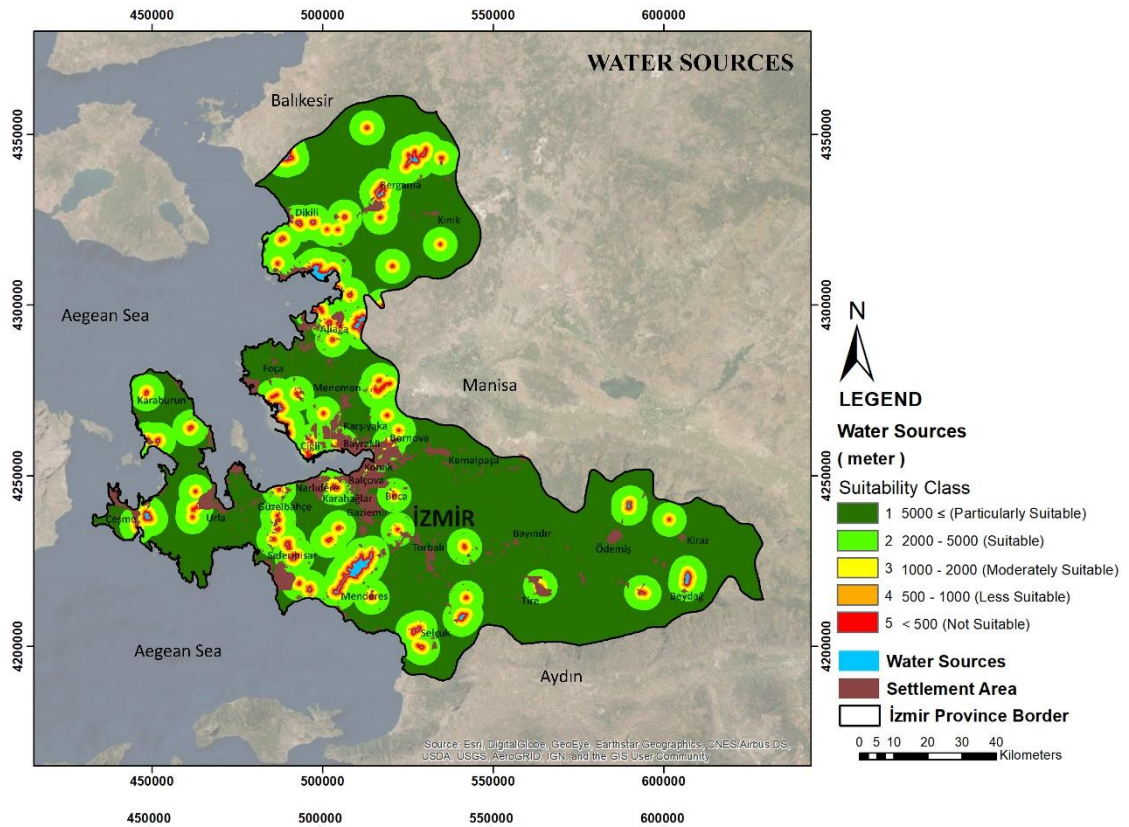 450000 500000 550000 600000
WATER SOURCES
Balıkesir
4350000
4350000
Bergama
Dikili
Kınık
4300000
4300000
Aegean Sea
Aliağa
Foça
Menemen
Manisa
Karaburun
Karşıyaka
Çiğli
Bayraklı
Bornova
Konak
Kemalpaşa
4250000
4250000
Balçova
Narlıdere
Karabağlar
Buca
Çeşme
Urla
Güzelbahçe
Gaziemir
İZMİR
Seferihisar
Torbalı
Bayındır
Ödemiş
Kiraz
Menderes
Tire
Beydağ
Selçuk
4200000
4200000
Aegean Sea
Aydın
Source: Esri, DigitalGlobe, GeoEye, Earthstar Geographics, CNES/Airbus DS,
USDA, USGS, AeroGRID, IGN, and the GIS User Community
450000 500000 550000 600000
450000 500000 550000 600000
N
LEGEND
Water Sources
( meter )
Suitability Class
1 5000 ≤ (Particularly Suitable)
2 2000 - 5000 (Suitable)
3 1000 - 2000 (Moderately Suitable)
4 500 - 1000 (Less Suitable)
5 < 500 (Not Suitable)
Water Sources
Settlement Area
İzmir Province Border
0 5 10 20 30 40
Kilometers